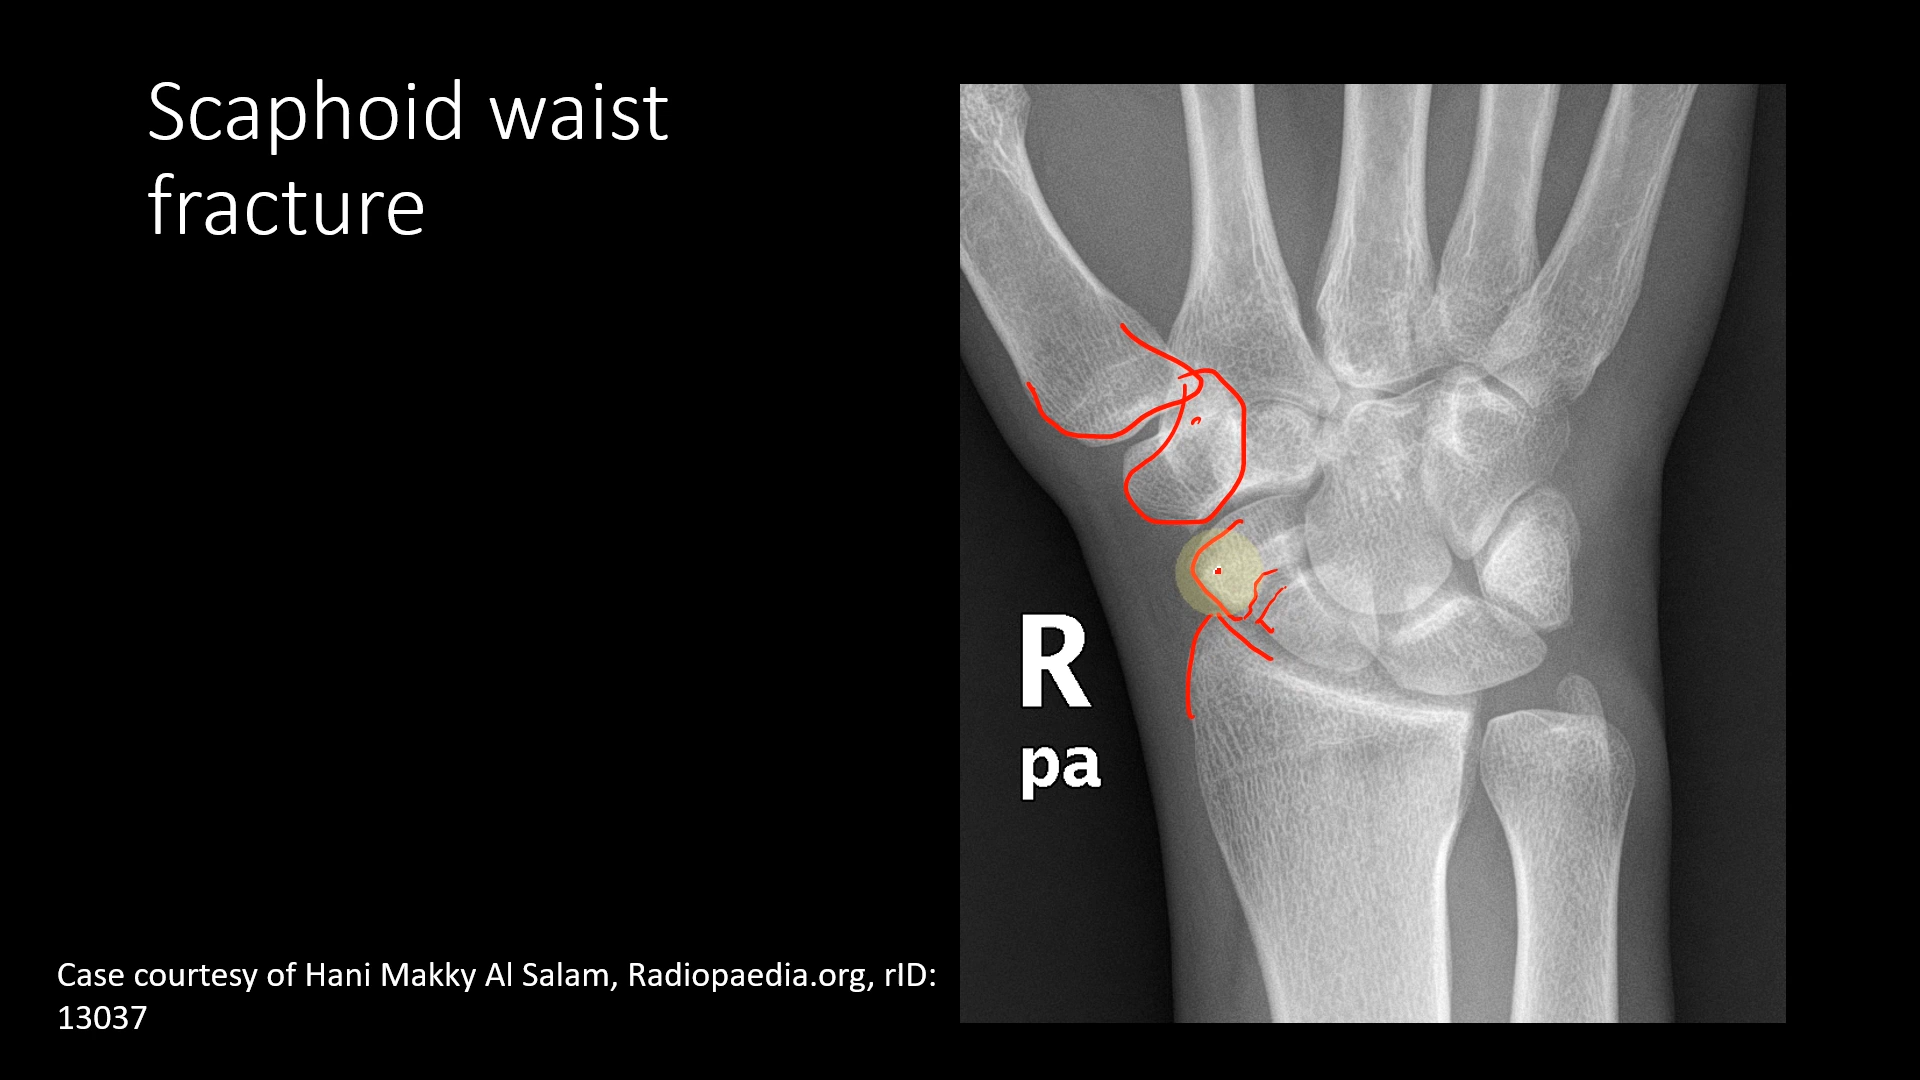 Scaphoid waist
fracture
R
pa
Case courtesy of Hani Makky Al Salam, Radiopaedia.org, rID:
13037